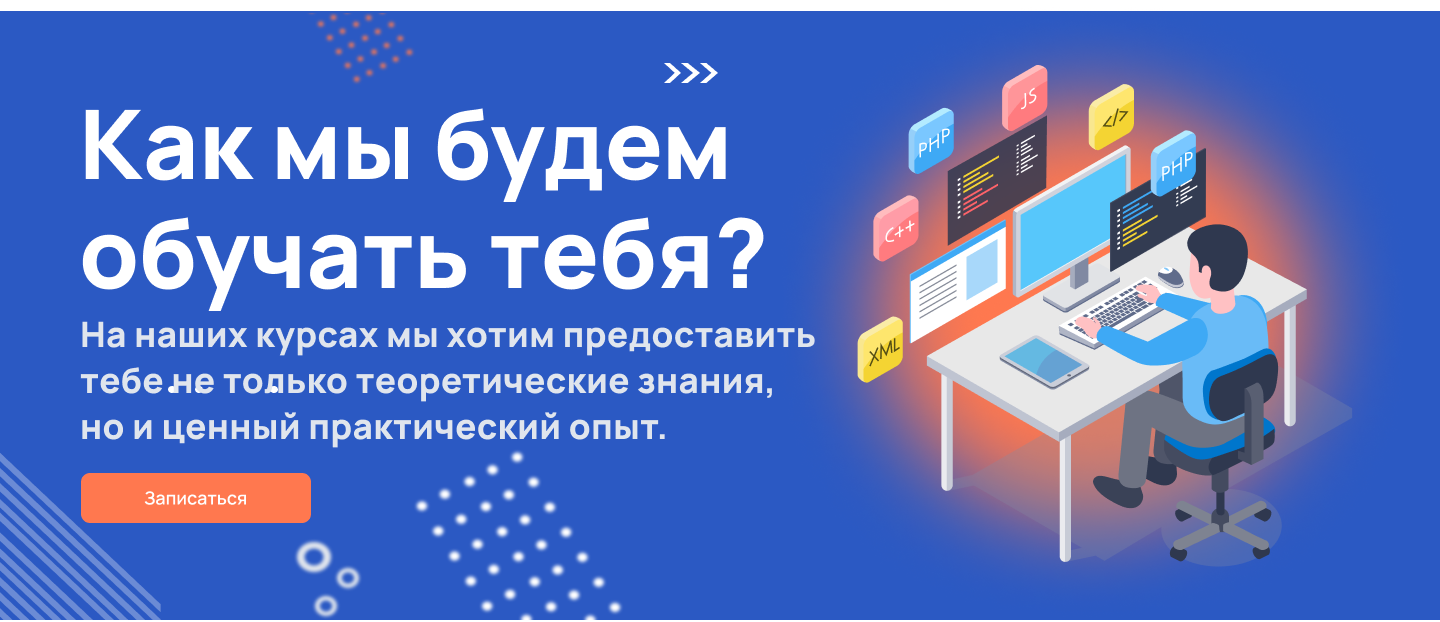 Как мы будем
обучать тебя?
На наших курсах мы хотим предоставить
тебе не только теоретические знания,
но и ценный практический опыт.
Записаться
JS
PHP
</>
PHP
C++
XML